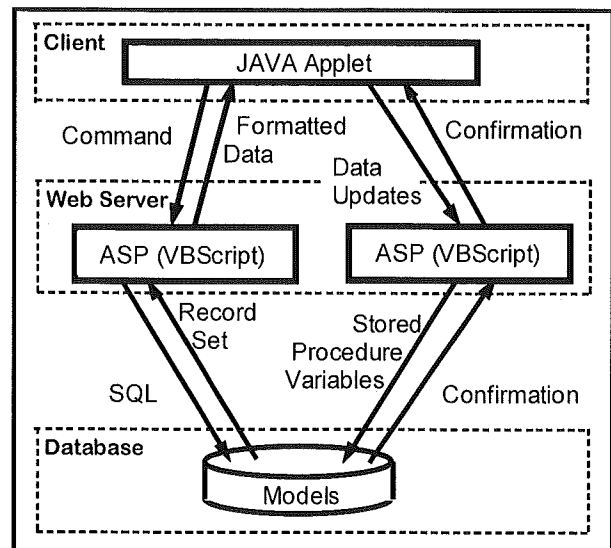 Client
JAVA Applet
Command
Formatted
Data
Confirmation
Data
Updates
Web Server
ASP (VBScript)
ASP (VBScript)
Record
Set
Stored
Procedure
Variables
SQL
Confirmation
Database
Models